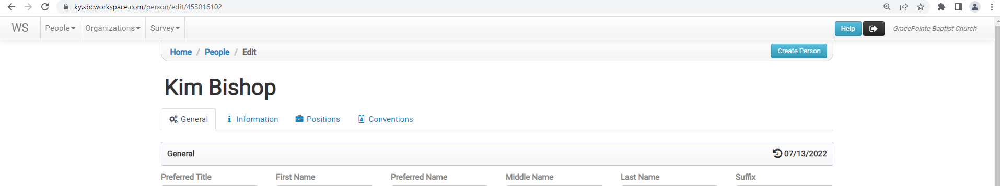 ky.sbcworkspace.com/person/edit/453016102
WS People Organizations Survey Help GracePointe Baptist Church
Home / People / Edit Create Person
Kim Bishop
General Information Positions Conventions
General 07/13/2022
Preferred Title First Name Preferred Name Middle Name Last Name Suffix